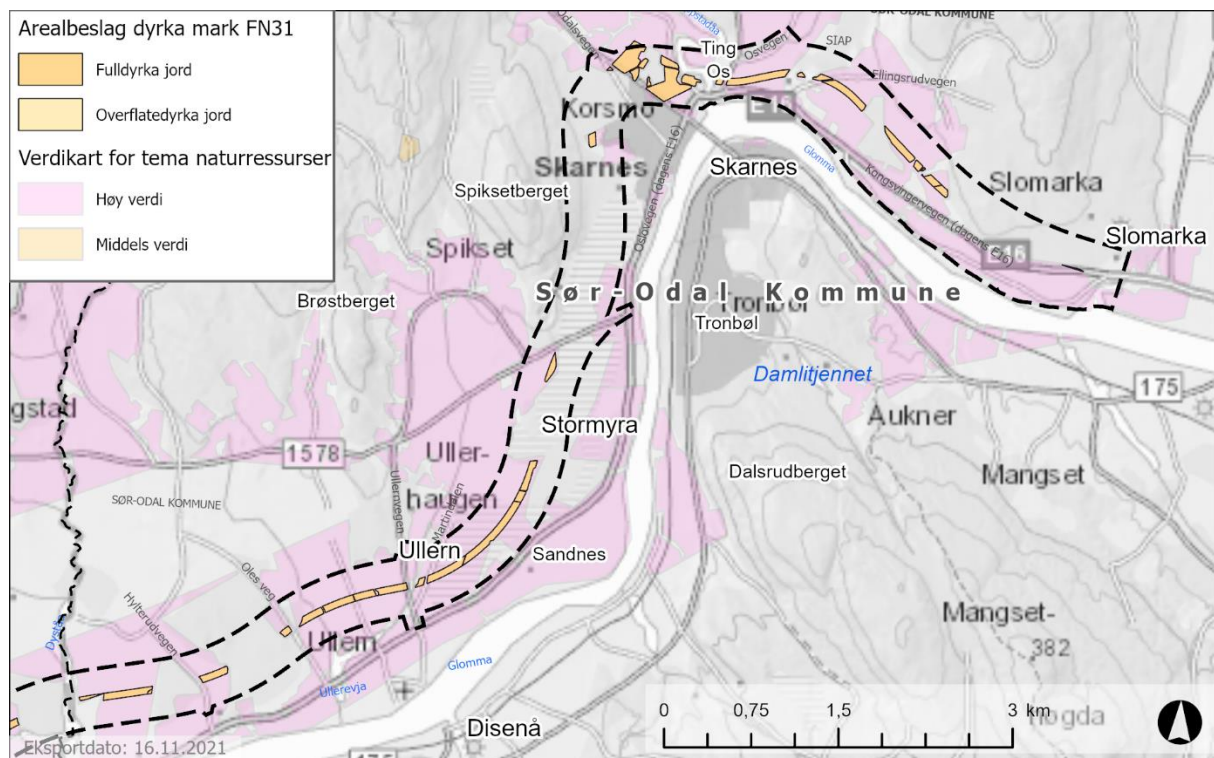 Arealbeslag dyrka mark FN31
Fulldyrka jord
Overflatedyrka jord
Verdikart for tema naturressurser
Høy verdi
Middels verdi
Odalsvegen
Ting
Osvegen
SIAP
SØR-ODAL KOMMUNE
Os
Ellingsrudvegen
Korsmo
E16
Skarnes
Skarnes
Glomma
Slomarka
Spiksetberget
Oslovegen (dagens E16)
Kongsvingervegen (dagens E16)
Slomarka
E16
Spikset
Brøstberget
Sør-Odal Kommune
Tronbøl
Tronbøl
Damlitjennet
175
gstad
Stormyra
Aukner
1578
Uller-
haugen
Dalsrudberget
Mangset
SØR-ODAL KOMMUNE
Ullernvegen
Ullern
Sandnes
Oles veg
Hylterudvegen
Ullern
Mangset-
382
Glomma
Ullerevja
Disenå
0 0,75 1,5 3 km
Eksportdato: 16.11.2021
175